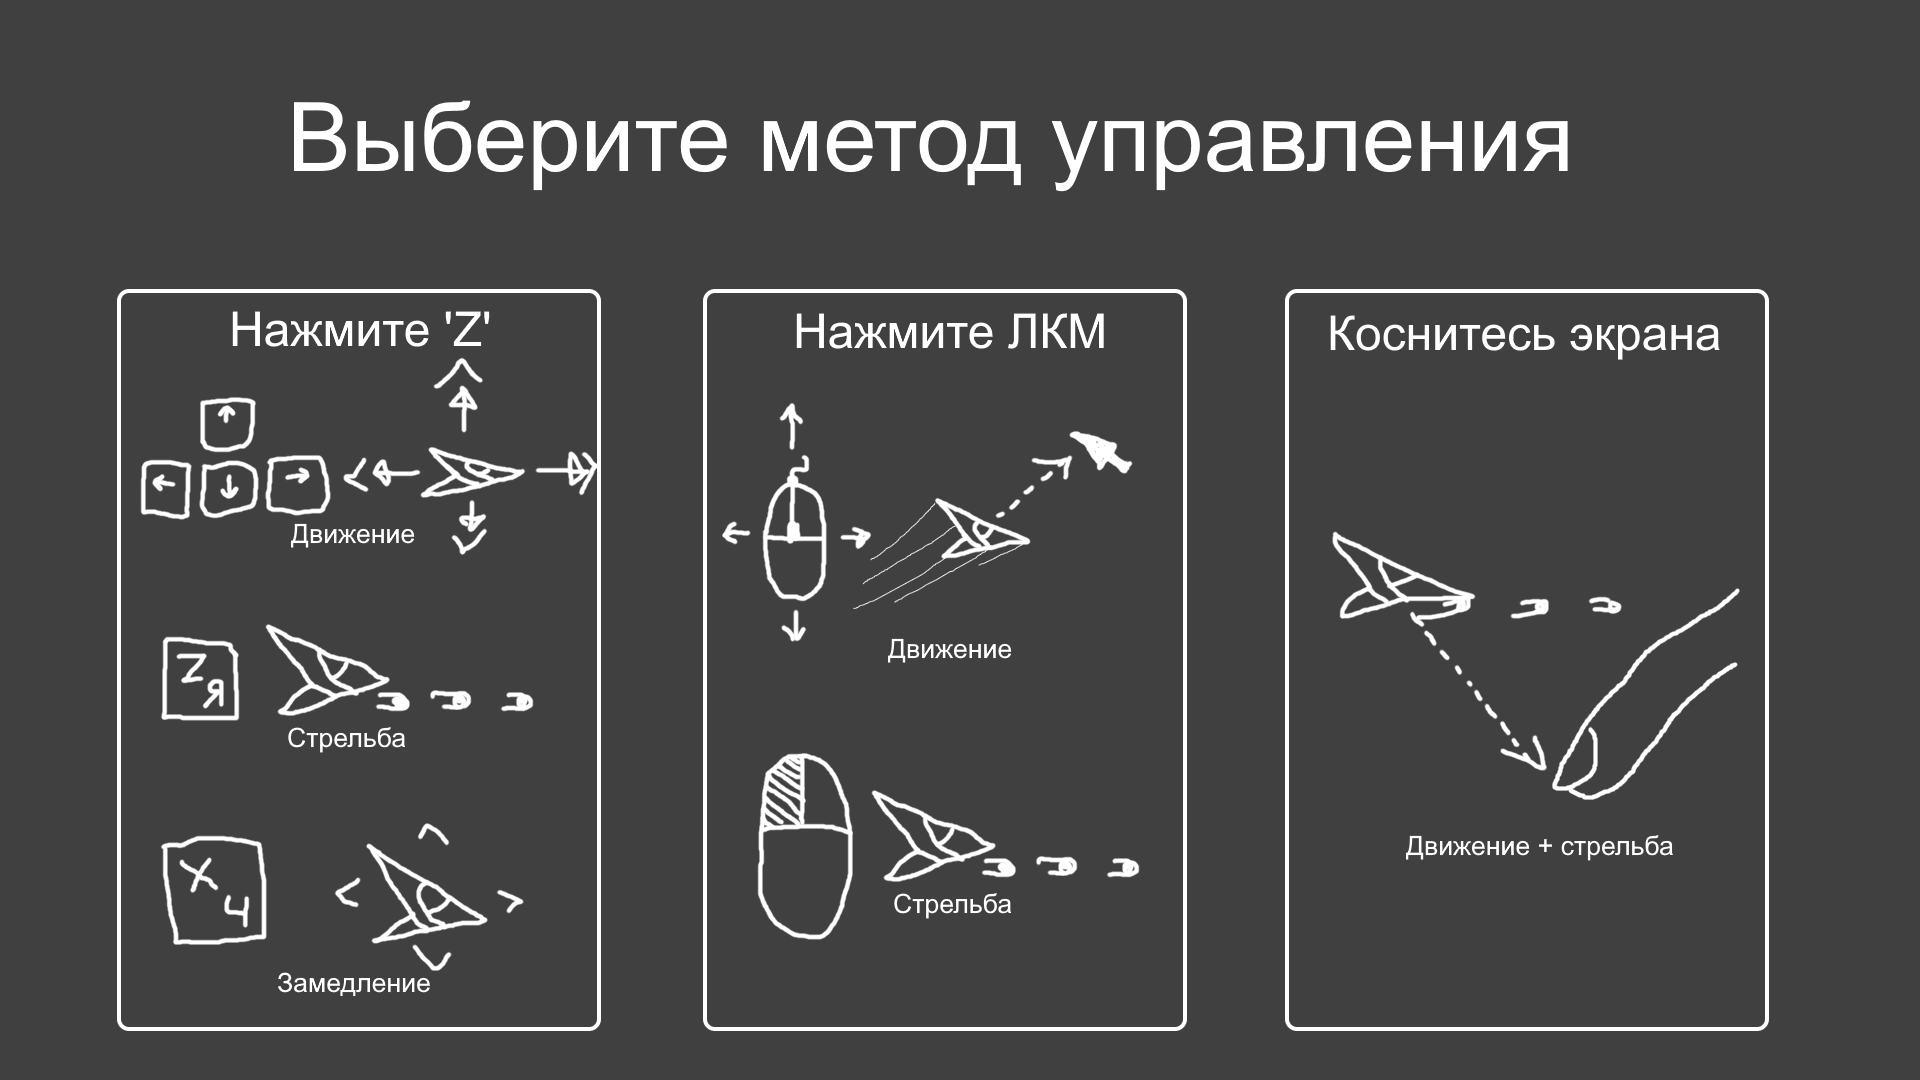 Выберите метод управления
Нажмите 'Z'
Движение
Z
Я
Стрельба
X
Ч
Замедление
Нажмите ЛКМ
Движение
Стрельба
Коснитесь экрана
Движение + стрельба